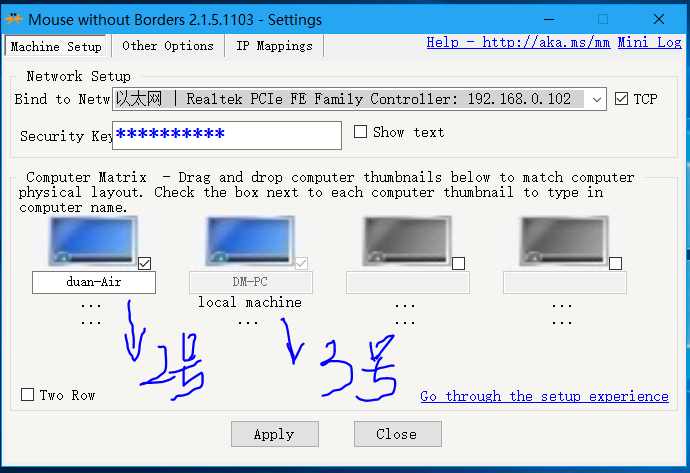 Mouse without Borders 2.1.5.1103 - Settings
Machine Setup Other Options IP Mappings Help - http://aka.ms/mm Mini Log
Network Setup
Bind to Netw 以太网 | Realtek PCIe FE Family Controller: 192.168.0.102 TCP
Security Key ********** Show text
Computer Matrix - Drag and drop computer thumbnails below to match computer
physical layout. Check the box next to each computer thumbnail to type in
computer name.
duan-Air DM-PC
... local machine ... ...
... ... ... ...
2号 3号
Two Row Go through the setup experience
Apply Close